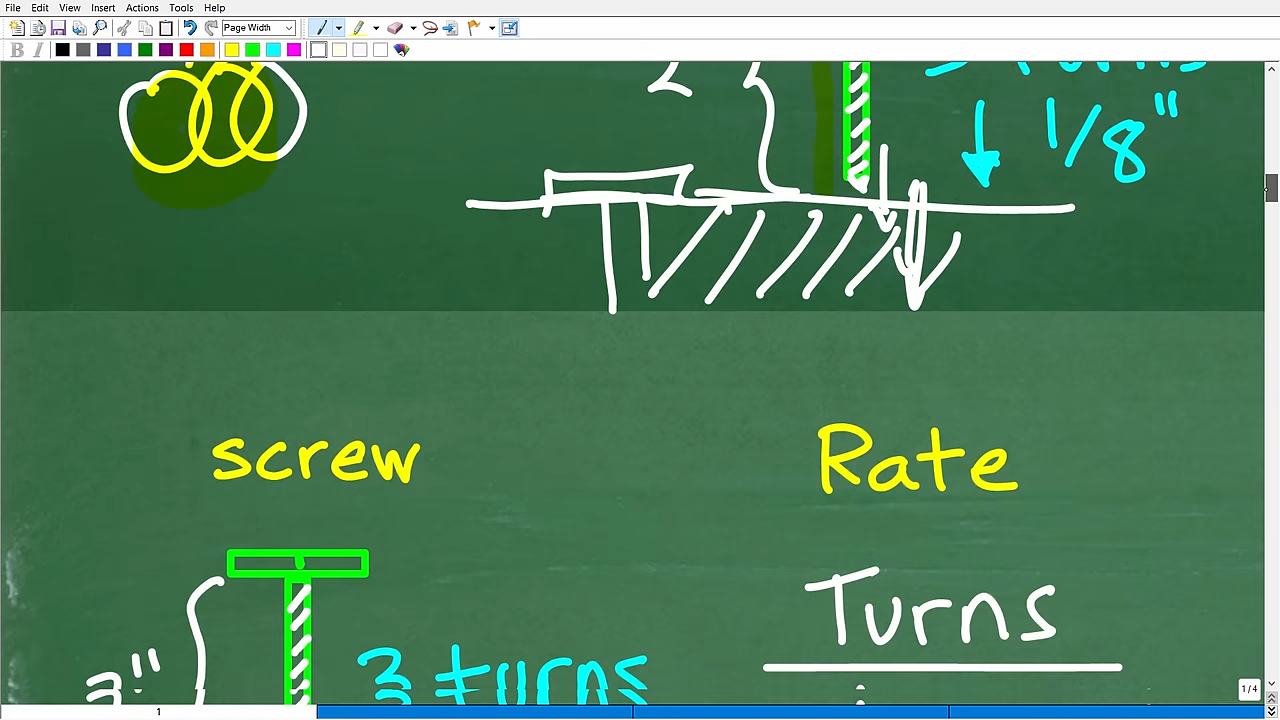 File Edit View Insert Actions Tools Help
Page Width
B I
1/8"
screw
Rate
Turns
3 turns
1/4
1